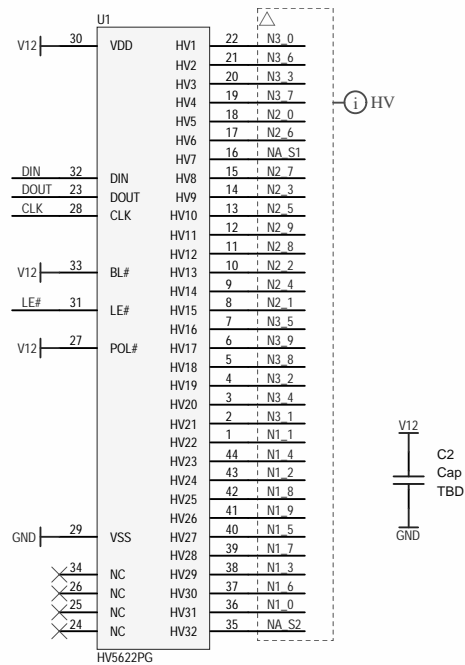 U1
V12 30 VDD HV1 22 N3_0
HV2 21 N3_6
HV3 20 N3_3
HV4 19 N3_7
HV5 18 N2_0
HV6 17 N2_6
HV7 16 NA_S1
DIN 32 DIN HV8 15 N2_7
DOUT 23 DOUT HV9 14 N2_3
CLK 28 CLK HV10 13 N2_5
HV11 12 N2_9
HV12 11 N2_8
V12 33 BL# HV13 10 N2_2
HV14 9 N2_4
LE# 31 LE# HV15 8 N2_1
HV16 7 N3_5
V12 27 POL# HV17 6 N3_9
HV18 5 N3_8
HV19 4 N3_2
HV20 3 N3_4
HV21 2 N3_1
HV22 1 N1_1
HV23 44 N1_4
HV24 43 N1_2
HV25 42 N1_8
HV26 41 N1_9
GND 29 VSS HV27 40 N1_5
HV28 39 N1_7
34 NC HV29 38 N1_3
26 NC HV30 37 N1_6
25 NC HV31 36 N1_0
24 NC HV32 35 NA_S2
HV5622PG
i HV
V12
C2
Cap
TBD
GND